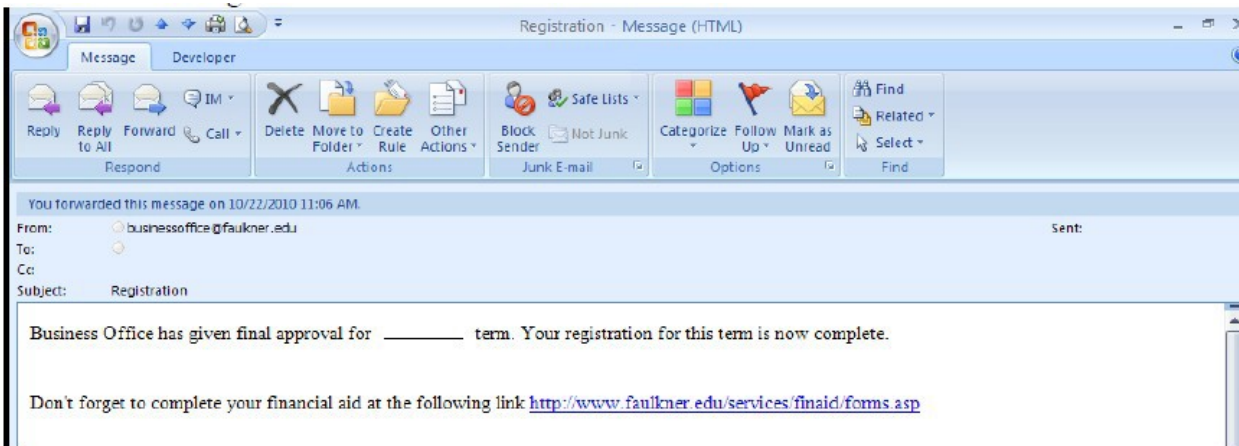 Registration - Message (HTML)
Message Developer
Reply Reply to All Forward IM Call Delete Move to Folder Create Rule Other Actions Block Sender Safe Lists Not Junk Categorize Follow Up Mark as Unread Find Related Select
Respond Actions Junk E-mail Options Find
You forwarded this message on 10/22/2010 11:06 AM.
From: businessoffice@faulkner.edu Sent:
To:
Cc:
Subject: Registration
Business Office has given final approval for ________ term. Your registration for this term is now complete.
Don't forget to complete your financial aid at the following link http://www.faulkner.edu/services/finaid/forms.asp